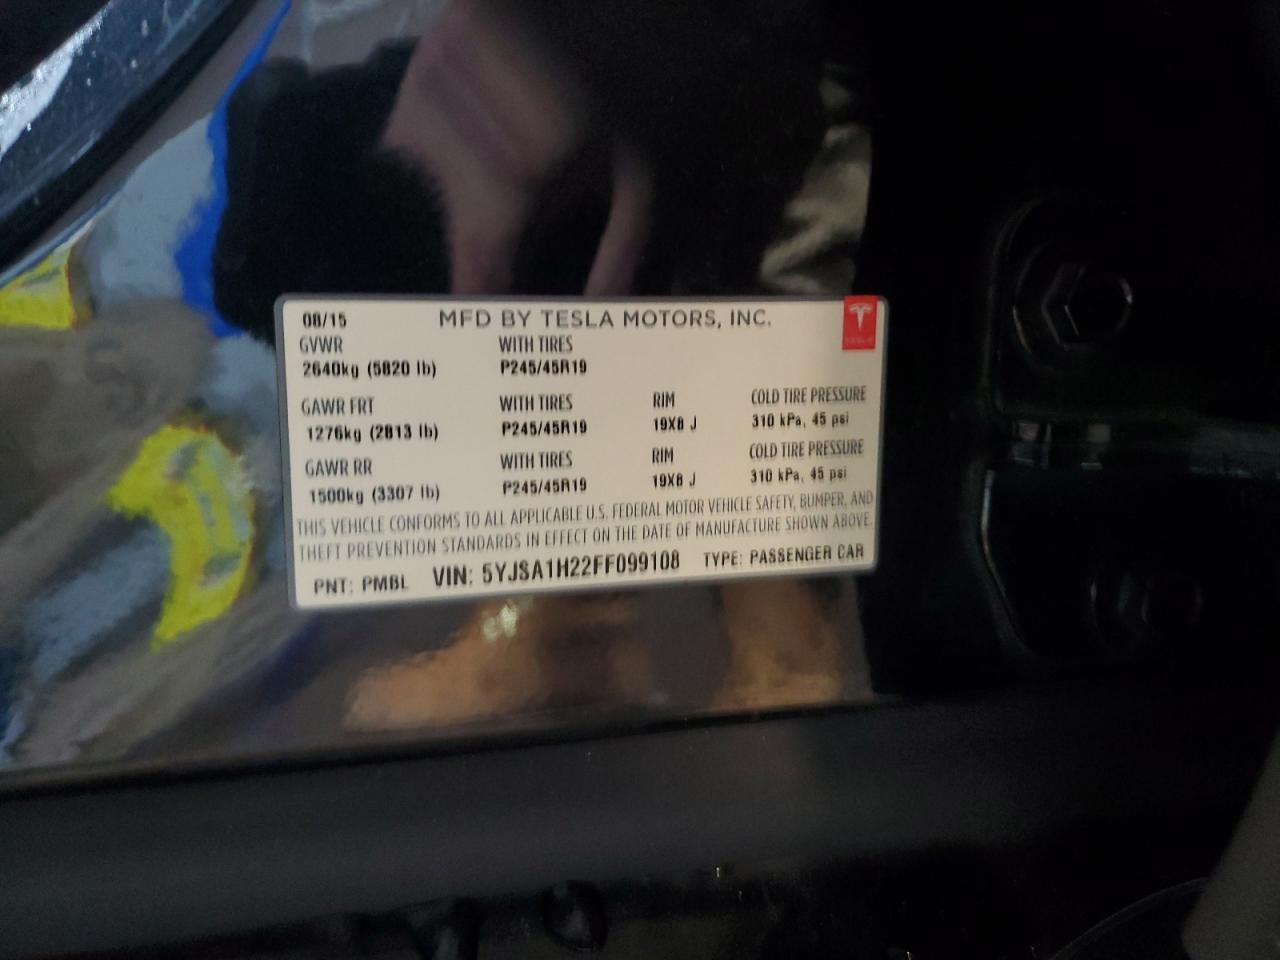 08/15 MFD BY TESLA MOTORS, INC.
TESLA
GVWR WITH TIRES
2640kg (5820 lb) P245/45R19
GAWR FRT WITH TIRES RIM COLD TIRE PRESSURE
1276kg (2813 lb) P245/45R19 19X8 J 310 kPa, 45 psi
GAWR RR WITH TIRES RIM COLD TIRE PRESSURE
1500kg (3307 lb) P245/45R19 19X8 J 310 kPa, 45 psi
THIS VEHICLE CONFORMS TO ALL APPLICABLE U.S. FEDERAL MOTOR VEHICLE SAFETY, BUMPER, AND
THEFT PREVENTION STANDARDS IN EFFECT ON THE DATE OF MANUFACTURE SHOWN ABOVE.
PNT: PMBL VIN: 5YJSA1H22FF099108 TYPE: PASSENGER CAR